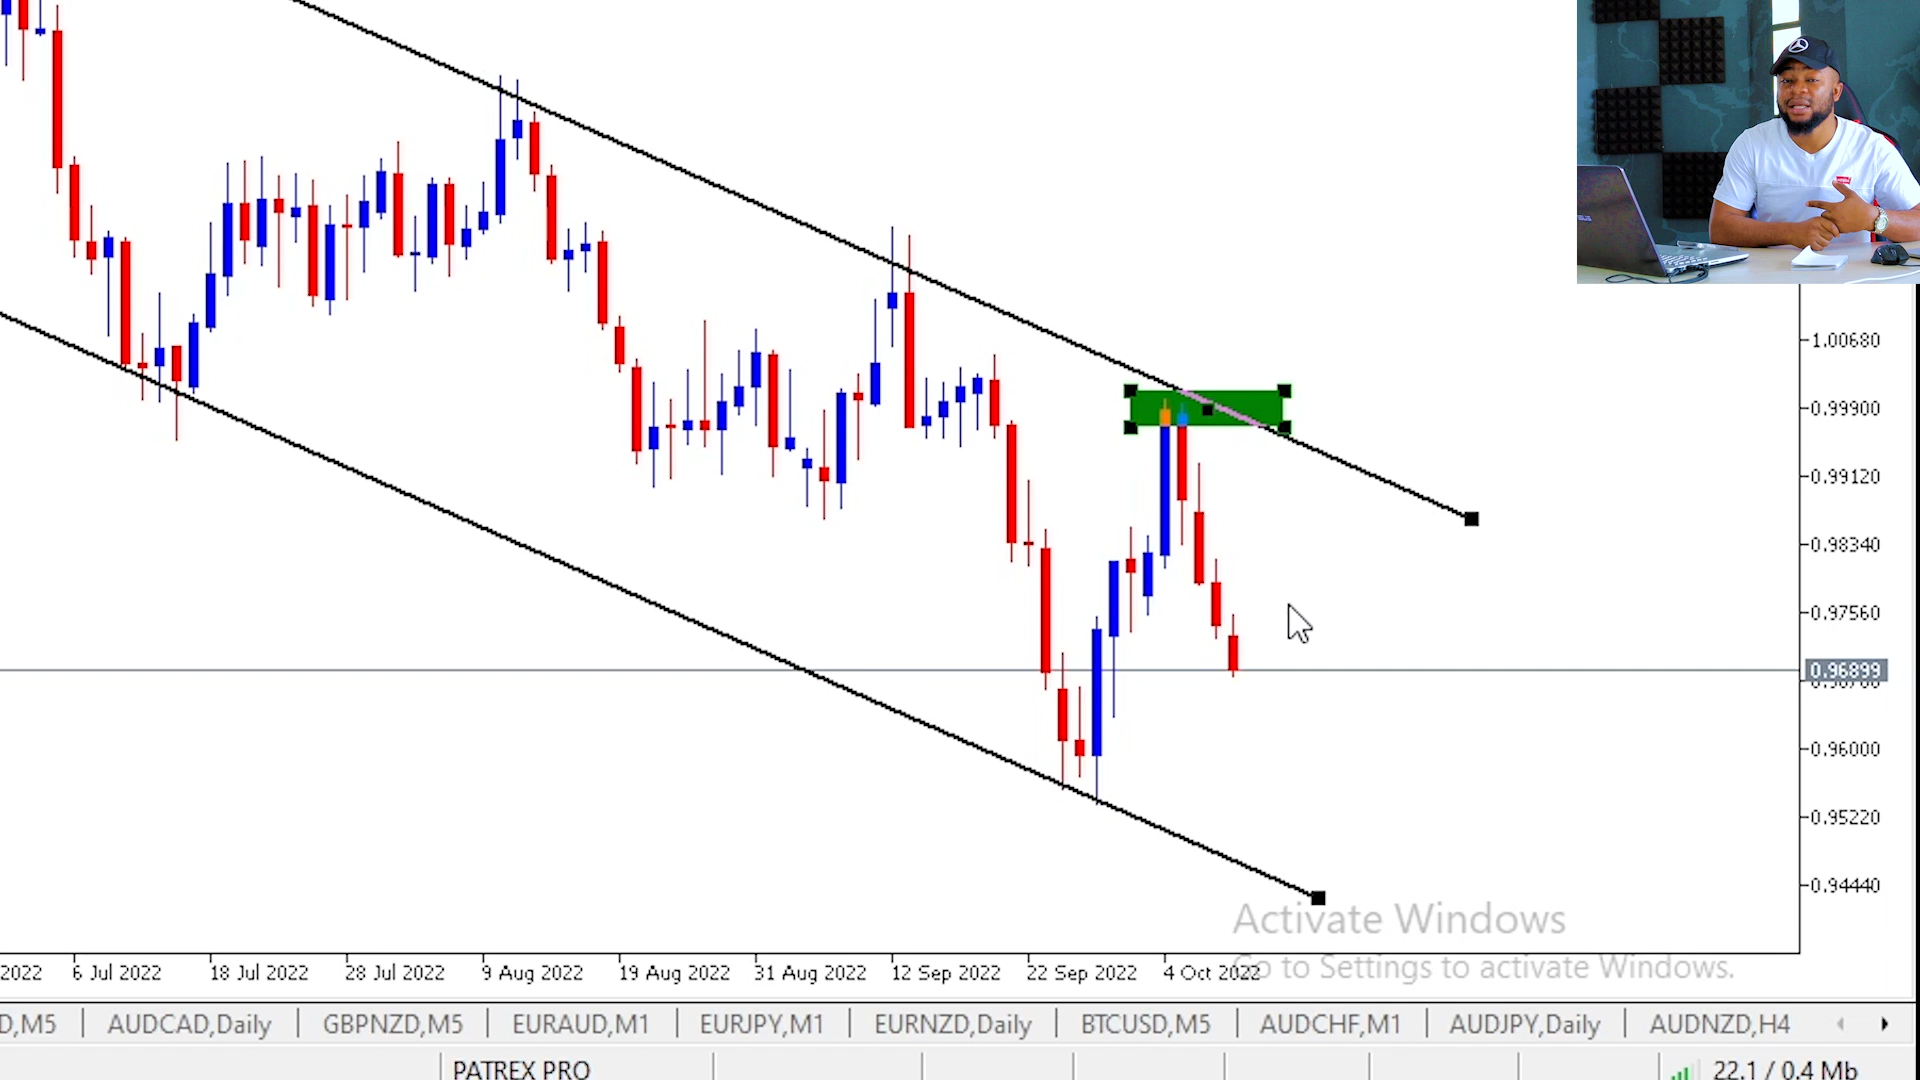 1.00680
0.99900
0.99120
0.98340
0.97560
0.96899
0.96000
0.95220
0.94440
Activate Windows
Go to Settings to activate Windows.
2022 6 Jul 2022 18 Jul 2022 28 Jul 2022 9 Aug 2022 19 Aug 2022 31 Aug 2022 12 Sep 2022 22 Sep 2022 4 Oct 2022
D,M5 AUDCAD,Daily GBPNZD,M5 EURAUD,M1 EURJPY,M1 EURNZD,Daily BTCUSD,M5 AUDCHF,M1 AUDJPY,Daily AUDNZD,H4
PATREX PRO 22.1 / 0.4 Mb